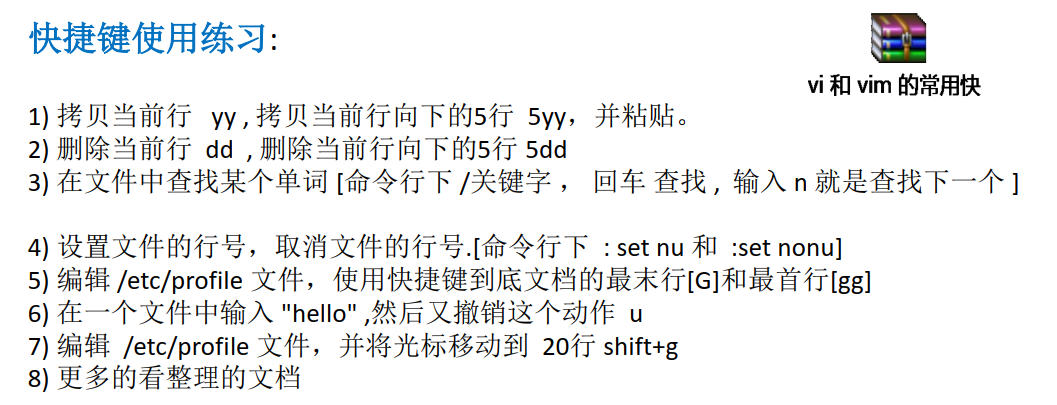 快捷键使用练习:
vi 和 vim 的常用快
1) 拷贝当前行 yy , 拷贝当前行向下的5行 5yy，并粘贴。
2) 删除当前行 dd , 删除当前行向下的5行 5dd
3) 在文件中查找某个单词 [命令行下 /关键字 ， 回车 查找 , 输入 n 就是查找下一个 ]
4) 设置文件的行号，取消文件的行号.[命令行下 : set nu 和 :set nonu]
5) 编辑 /etc/profile 文件，使用快捷键到底文档的最末行[G]和最首行[gg]
6) 在一个文件中输入 "hello" ,然后又撤销这个动作 u
7) 编辑 /etc/profile 文件，并将光标移动到 20行 shift+g
8) 更多的看整理的文档